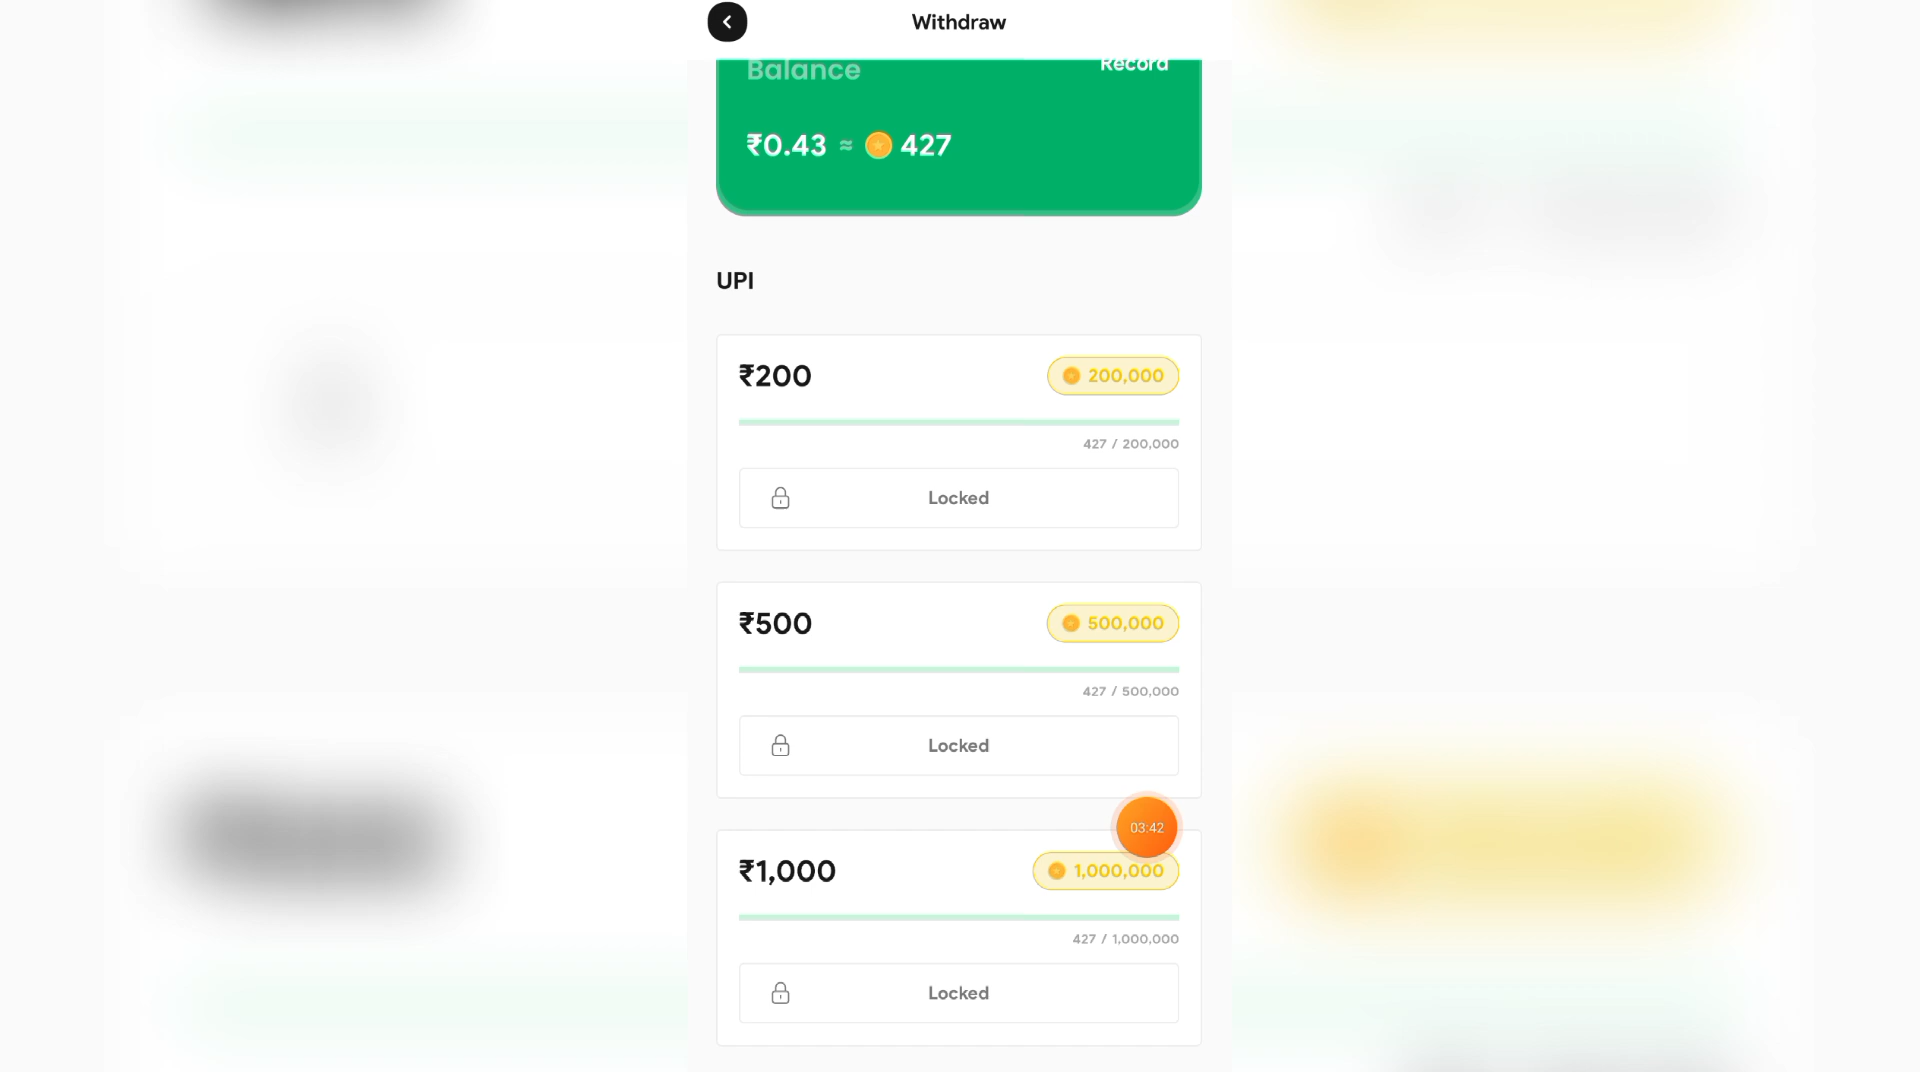 Withdraw
Balance
Record
₹0.43 ≈ 427
UPI
₹200
200,000
427 / 200,000
Locked
₹500
500,000
427 / 500,000
Locked
03:42
₹1,000
1,000,000
427 / 1,000,000
Locked